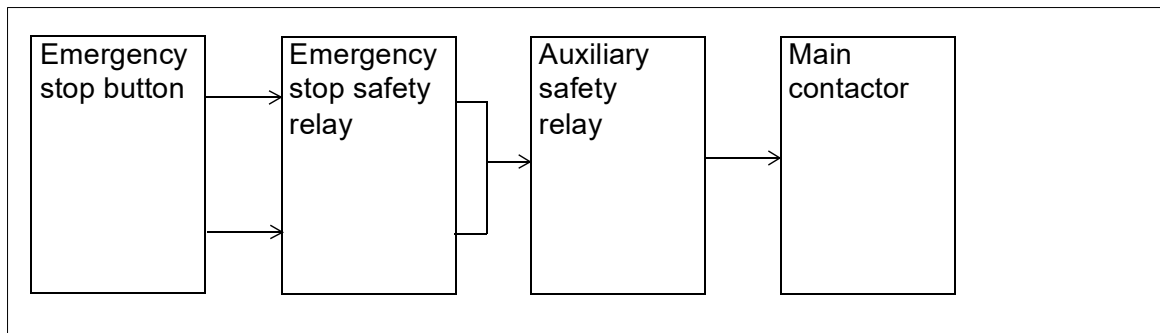 Emergency
stop button
Emergency
stop safety
relay
Auxiliary
safety
relay
Main
contactor